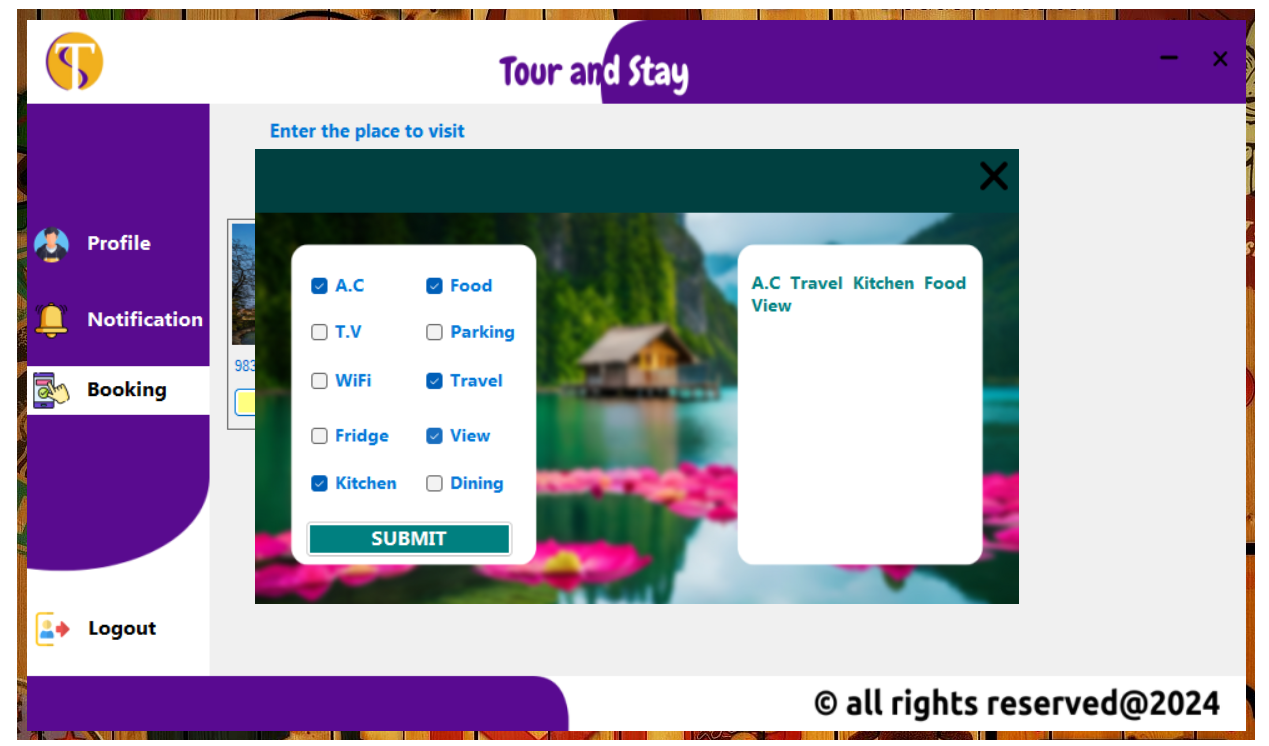 Tour and Stay
Enter the place to visit
Profile
Notification
Booking
Logout
983
A.C Food
T.V Parking
WiFi Travel
Fridge View
Kitchen Dining
SUBMIT
A.C Travel Kitchen Food
View
© all rights reserved@2024